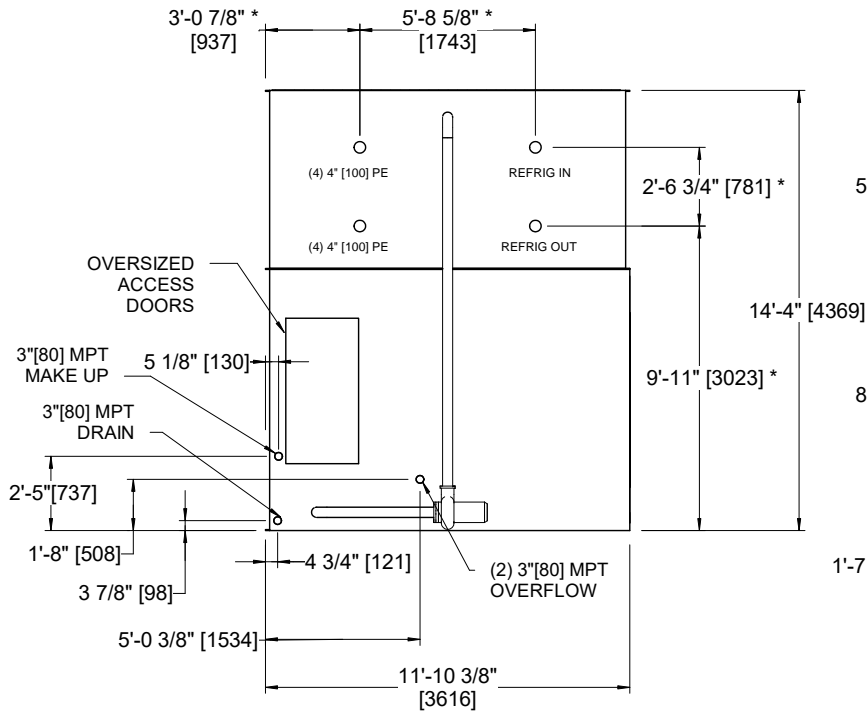 3'-0 7/8" *
[937]
5'-8 5/8" *
[1743]
(4) 4" [100] PE
REFRIG IN
2'-6 3/4" [781] *
5
(4) 4" [100] PE
REFRIG OUT
OVERSIZED
ACCESS
DOORS
14'-4" [4369]
3"[80] MPT
MAKE UP
5 1/8" [130]
9'-11" [3023] *
8
3"[80] MPT
DRAIN
2'-5"[737]
1'-8" [508]
4 3/4" [121]
(2) 3"[80] MPT
OVERFLOW
1'-7
3 7/8" [98]
5'-0 3/8" [1534]
11'-10 3/8"
[3616]